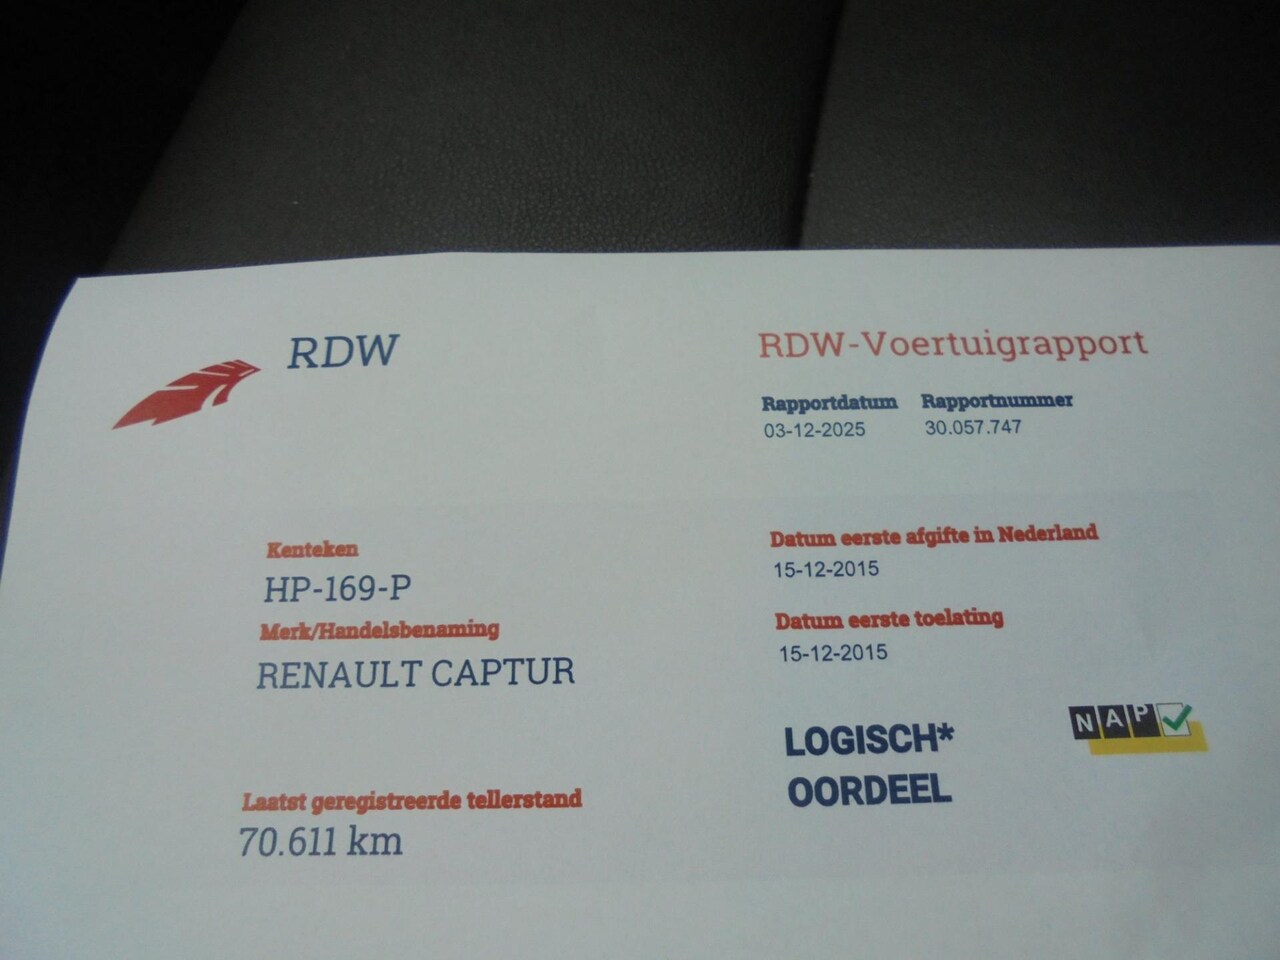 RDW
RDW-Voertuigrapport
Rapportdatum Rapportnummer
03-12-2025 30.057.747
Kenteken
HP-169-P
Merk/Handelsbenaming
RENAULT CAPTUR
Datum eerste afgifte in Nederland
15-12-2015
Datum eerste toelating
15-12-2015
Laatst geregistreerde tellerstand
70.611 km
LOGISCH*
OORDEEL
NAP